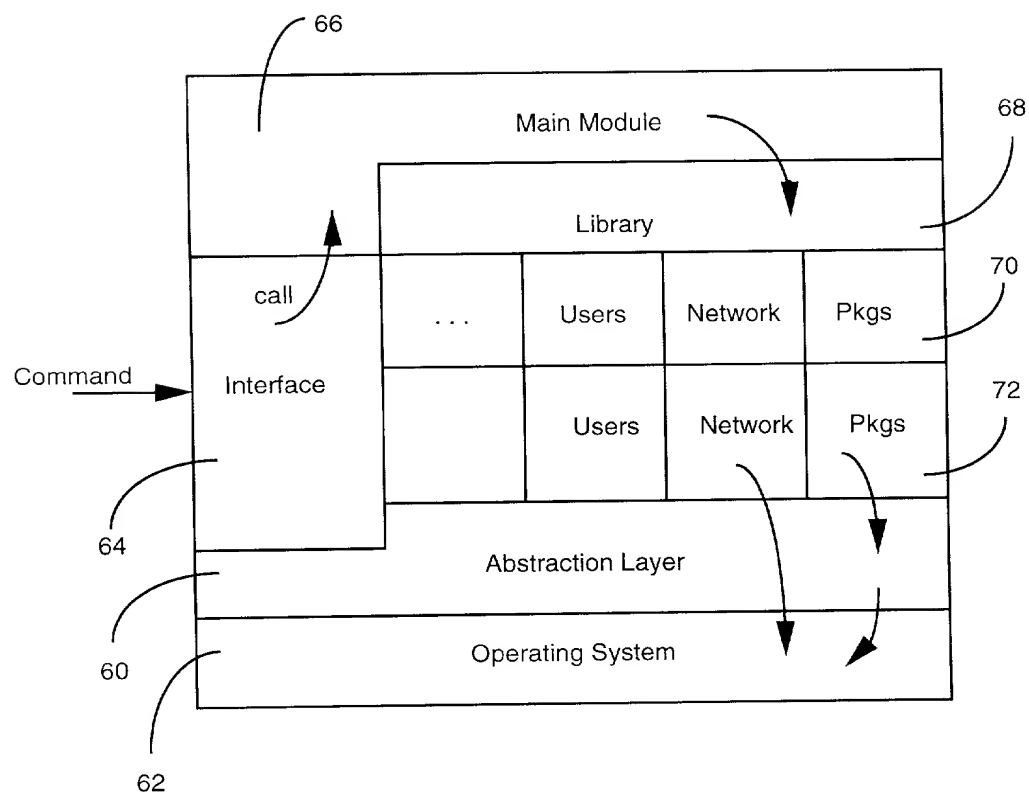 66
Main Module
68
Library
call
70
. . .
Users
Network
Pkgs
Command
Interface
72
Users
Network
Pkgs
64
Abstraction Layer
60
Operating System
62